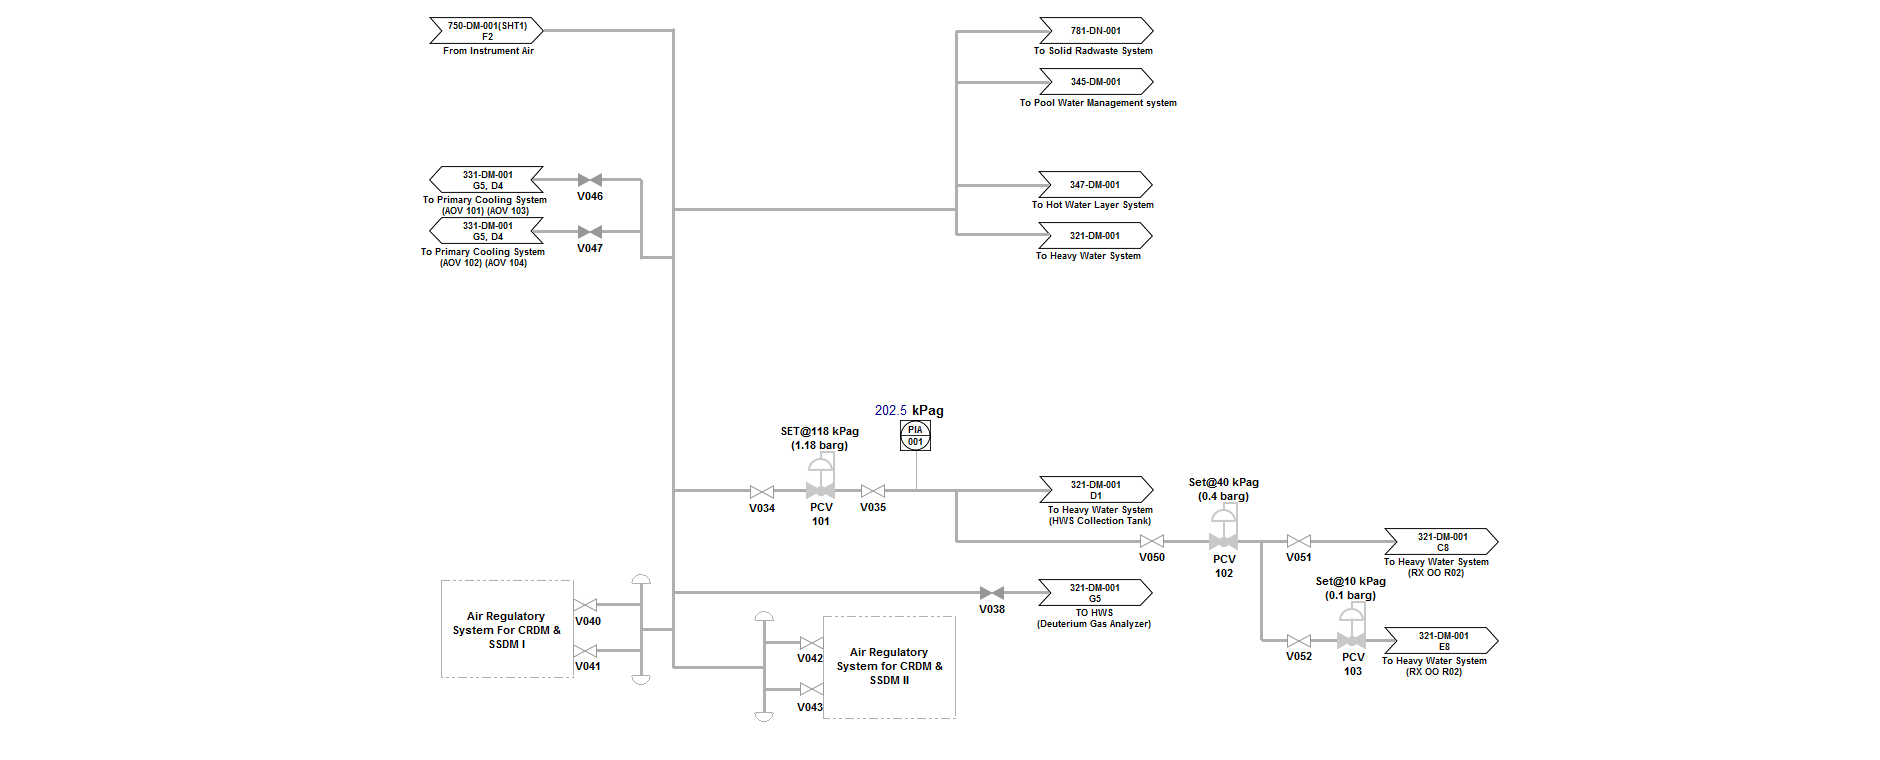 750-DM-001(SHT1)
F2
From Instrument Air
781-DN-001
To Solid Radwaste System
345-DM-001
To Pool Water Management system
331-DM-001
G5, D4
To Primary Cooling System
(AOV 101) (AOV 103)
V046
347-DM-001
To Hot Water Layer System
331-DM-001
G5, D4
To Primary Cooling System
(AOV 102) (AOV 104)
V047
321-DM-001
To Heavy Water System
202.5 kPag
PIA
001
SET@118 kPag
(1.18 barg)
V034
PCV
101
V035
321-DM-001
D1
To Heavy Water System
(HWS Collection Tank)
Set@40 kPag
(0.4 barg)
V050
PCV
102
V051
321-DM-001
C8
To Heavy Water System
(RX OO R02)
Set@10 kPag
(0.1 barg)
V052
PCV
103
321-DM-001
E8
To Heavy Water System
(RX OO R02)
V038
321-DM-001
G5
TO HWS
(Deuterium Gas Analyzer)
Air Regulatory
System For CRDM &
SSDM I
V040
V041
V042
V043
Air Regulatory
System for CRDM &
SSDM II